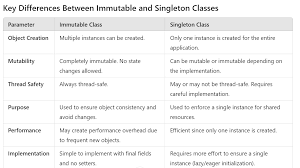 Key Differences Between Immutable and Singleton Classes
Parameter Immutable Class Singleton Class
Object Creation Multiple instances can be created. Only one instance is created for the entire
application.
Mutability Completely immutable. No state Can be mutable or immutable depending on
changes allowed. the implementation.
Thread Safety Always thread-safe. May or may not be thread-safe. Requires
careful implementation.
Purpose Used to ensure object consistency and Used to enforce a single instance for shared
avoid changes. resources.
Performance May create performance overhead due Efficient since only one instance is created.
to frequent new objects.
Implementation Simple to implement with final fields Requires more effort to ensure a single
and no setters. instance (lazy/eager initialization).